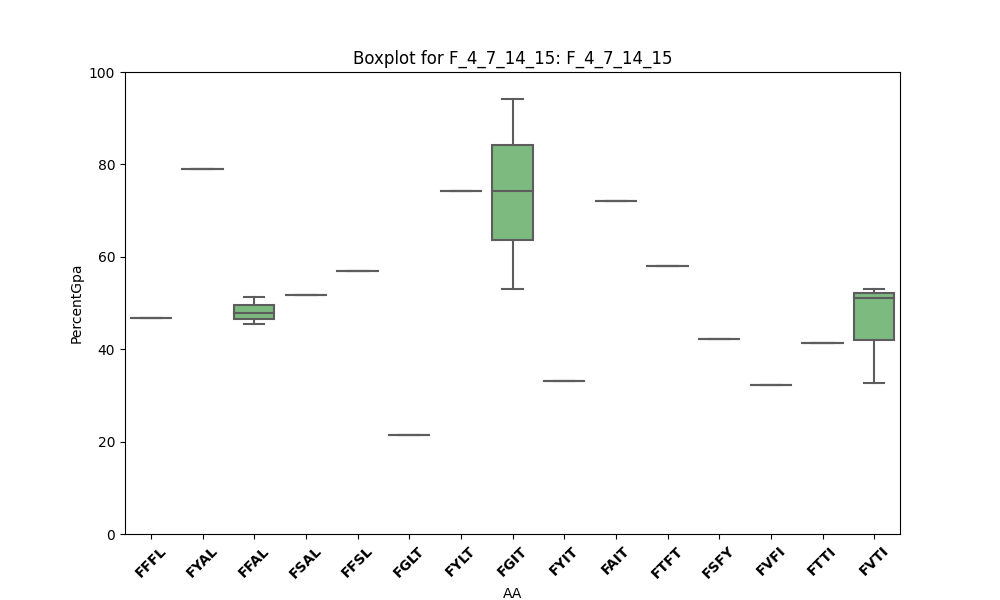 Boxplot for F_4_7_14_15: F_4_7_14_15
100
80
60
40
20
0
PercentGpa
FFFL FYAL FFAL FSAL FFSL FGLT FYLT FGIT FYIT FAIT FTFT FSFY FVFI FTTI FVTI
AA